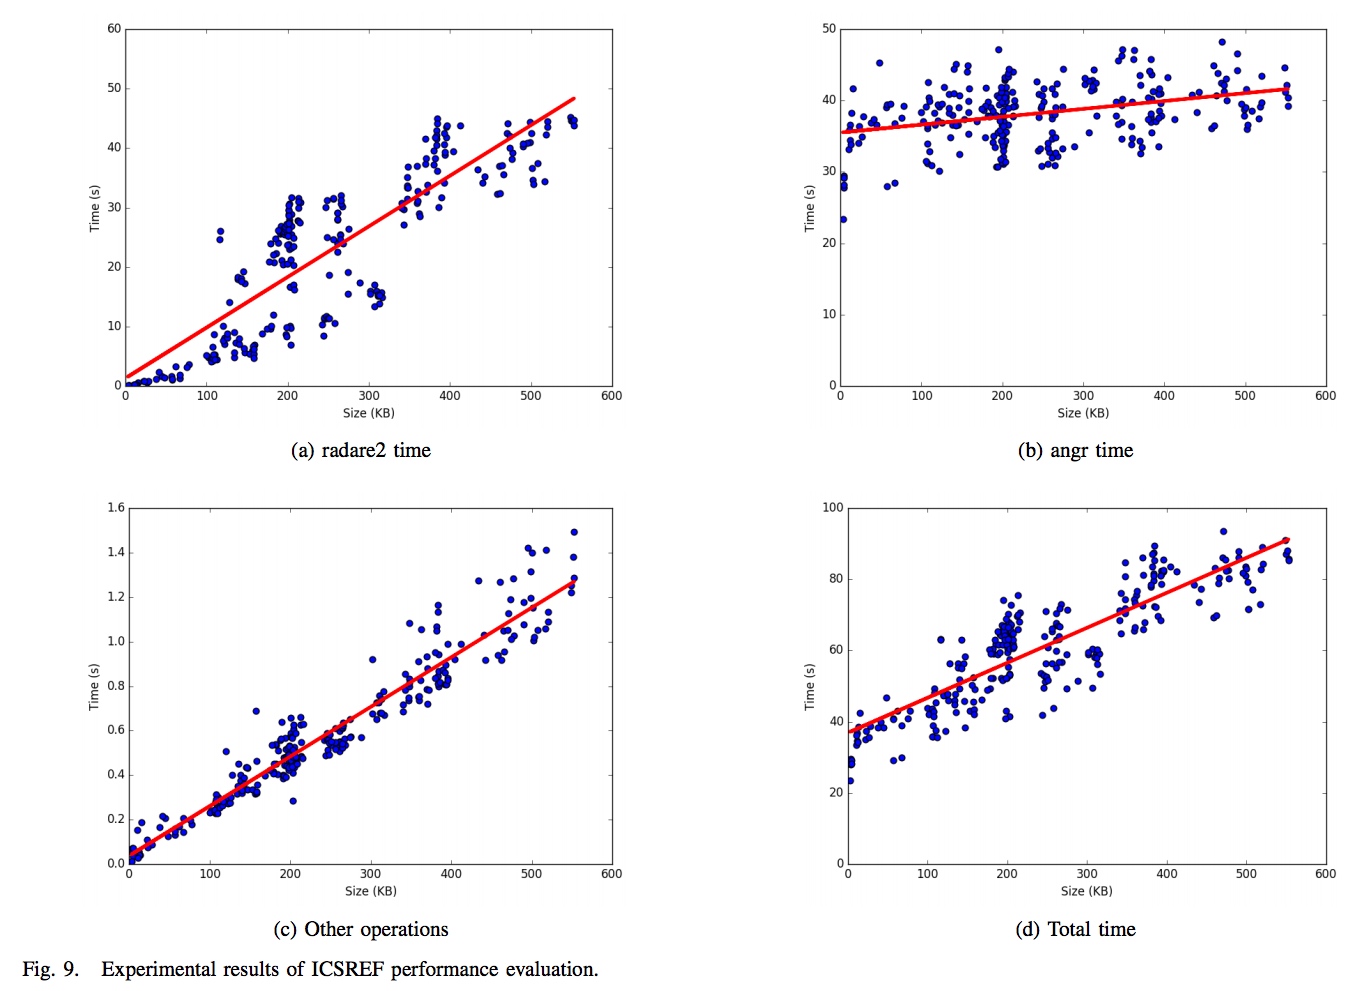 60
50
40
30
20
10
0
Time (s)
0 100 200 300 400 500 600
Size (KB)
(a) radare2 time
50
40
30
20
10
0
Time (s)
0 100 200 300 400 500 600
Size (KB)
(b) angr time
1.6
1.4
1.2
1.0
0.8
0.6
0.4
0.2
0.0
Time (s)
0 100 200 300 400 500 600
Size (KB)
(c) Other operations
100
80
60
40
20
0
Time (s)
0 100 200 300 400 500 600
Size (KB)
(d) Total time
Fig. 9. Experimental results of ICSREF performance evaluation.